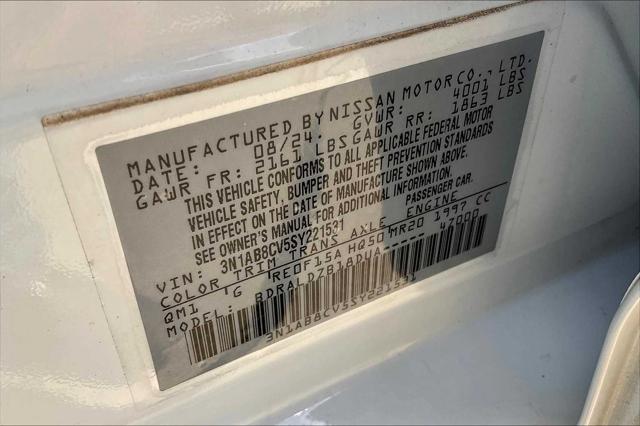 MANUFACTURED BY NISSAN MOTOR CO., LTD.
DATE: 08/24 GVWR: 4001 LBS
GAWR FR: 2161 LBS GAWR RR: 1863 LBS
THIS VEHICLE CONFORMS TO ALL APPLICABLE FEDERAL MOTOR
VEHICLE SAFETY, BUMPER AND THEFT PREVENTION STANDARDS
IN EFFECT ON THE DATE OF MANUFACTURE SHOWN ABOVE.
SEE OWNER'S MANUAL FOR ADDITIONAL INFORMATION.
VIN: 3N1AB8CV5SY221531 PASSENGER CAR.
COLOR TRIM TRANS AXLE ENGINE
QM1 G RE0F15A HQ50 MR20 1997 CC
MODEL: BDRALDZB1ADUA---- 47000
3N1AB8CV5SY221531